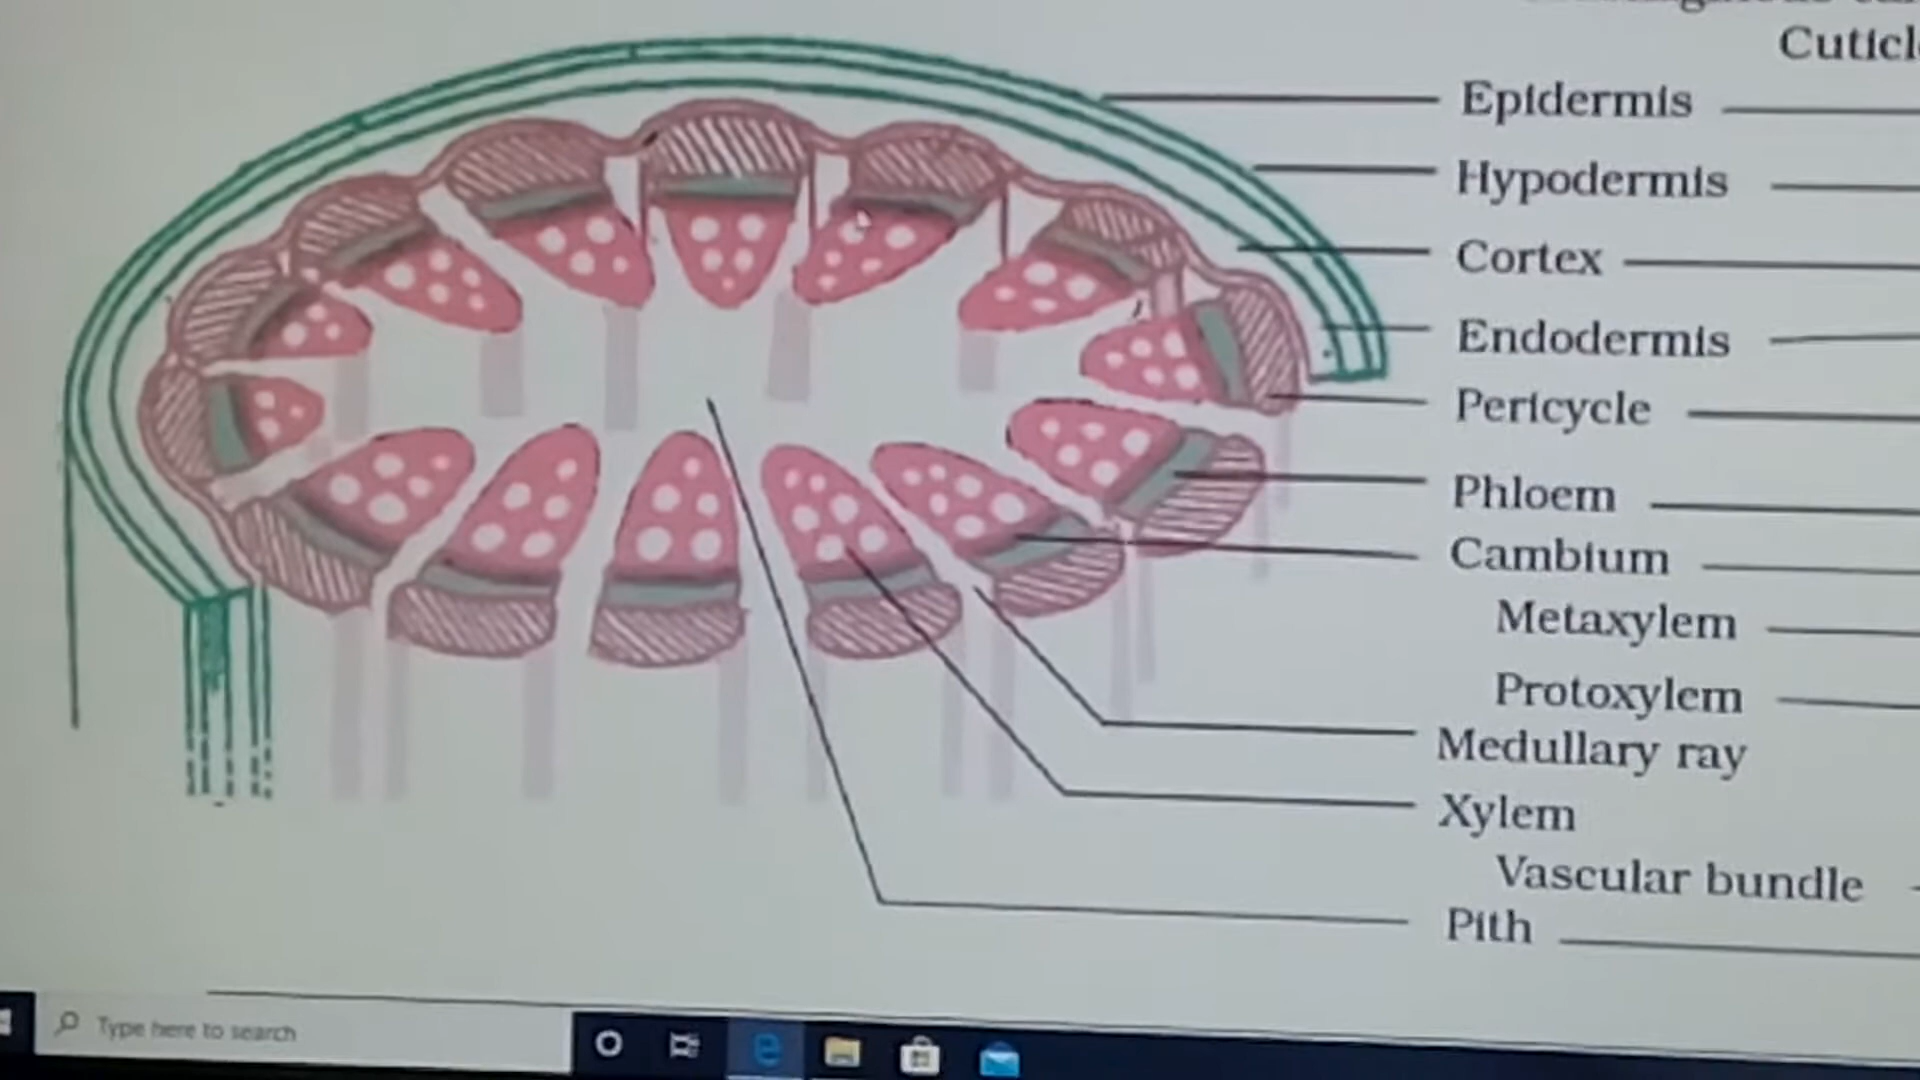 Cuticle
Epidermis
Hypodermis
Cortex
Endodermis
Pericycle
Phloem
Cambium
Metaxylem
Protoxylem
Medullary ray
Xylem
Vascular bundle
Pith
Type here to search